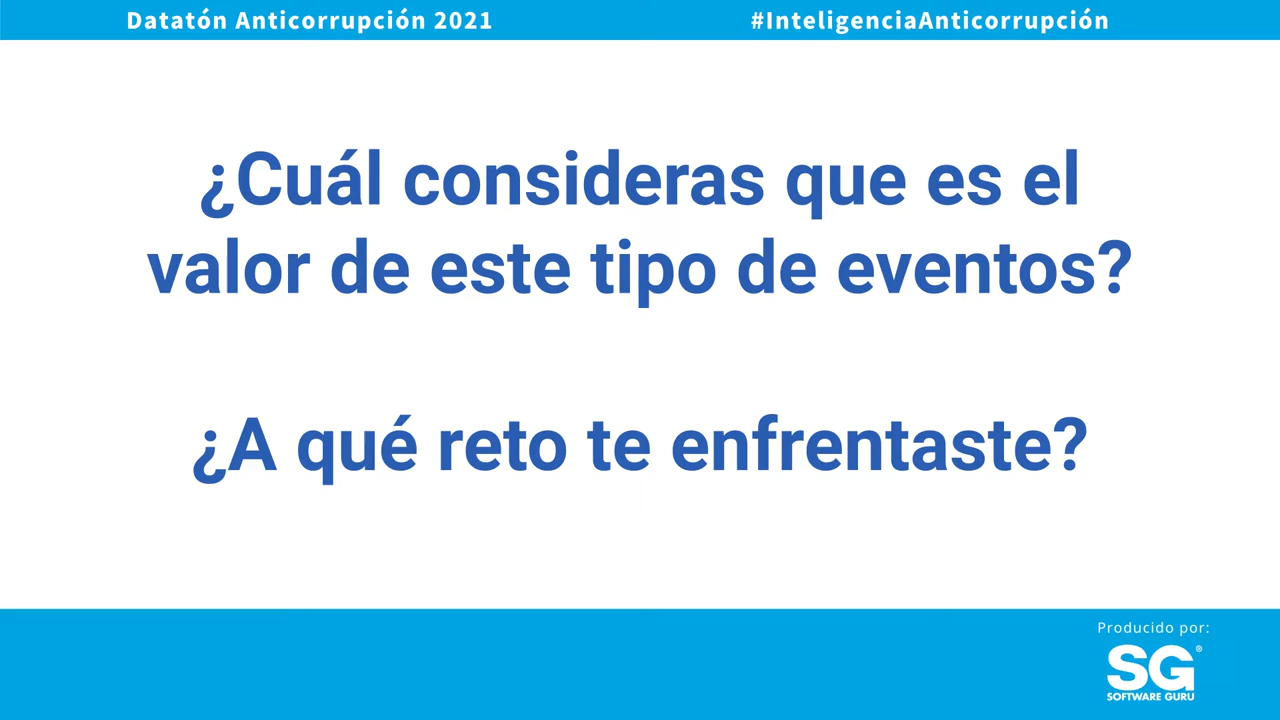 Datatón Anticorrupción 2021
#InteligenciaAnticorrupción
¿Cuál consideras que es el
valor de este tipo de eventos?
¿A qué reto te enfrentaste?
Producido por:
SG®
SOFTWARE GURU